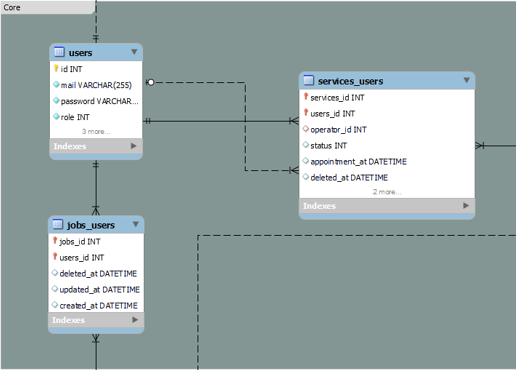 Core
users
id INT
mail VARCHAR(255)
password VARCHAR...
role INT
3 more...
Indexes
services_users
services_id INT
users_id INT
operator_id INT
status INT
appointment_at DATETIME
deleted_at DATETIME
2 more...
Indexes
jobs_users
jobs_id INT
users_id INT
deleted_at DATETIME
updated_at DATETIME
created_at DATETIME
Indexes